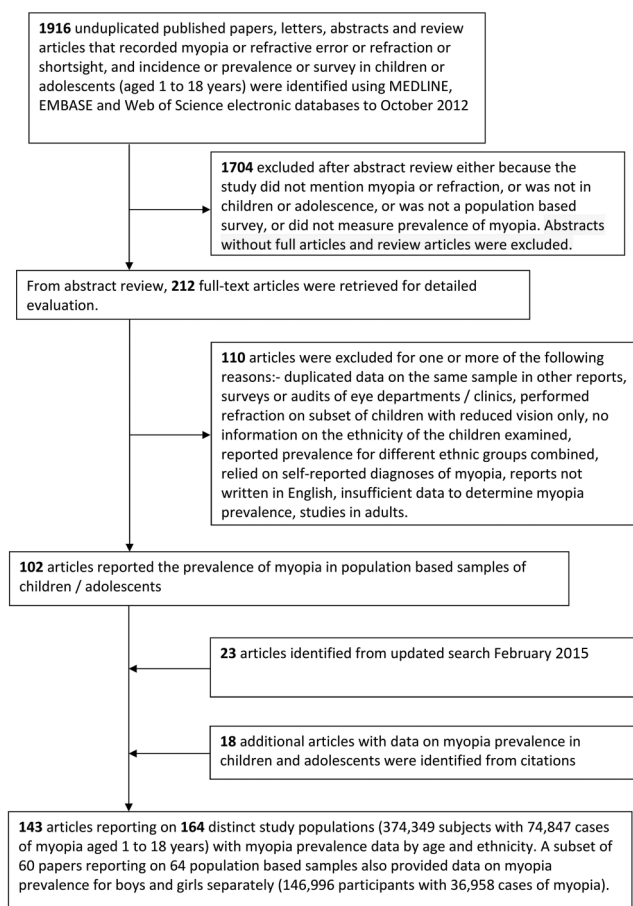 1916 unduplicated published papers, letters, abstracts and review
articles that recorded myopia or refractive error or refraction or
shortsight, and incidence or prevalence or survey in children or
adolescents (aged 1 to 18 years) were identified using MEDLINE,
EMBASE and Web of Science electronic databases to October 2012
1704 excluded after abstract review either because the
study did not mention myopia or refraction, or was not in
children or adolescence, or was not a population based
survey, or did not measure prevalence of myopia. Abstracts
without full articles and review articles were excluded.
From abstract review, 212 full-text articles were retrieved for detailed
evaluation.
110 articles were excluded for one or more of the following
reasons:- duplicated data on the same sample in other reports,
surveys or audits of eye departments / clinics, performed
refraction on subset of children with reduced vision only, no
information on the ethnicity of the children examined,
reported prevalence for different ethnic groups combined,
relied on self-reported diagnoses of myopia, reports not
written in English, insufficient data to determine myopia
prevalence, studies in adults.
102 articles reported the prevalence of myopia in population based samples of
children / adolescents
23 articles identified from updated search February 2015
18 additional articles with data on myopia prevalence in
children and adolescents were identified from citations
143 articles reporting on 164 distinct study populations (374,349 subjects with 74,847 cases
of myopia aged 1 to 18 years) with myopia prevalence data by age and ethnicity. A subset of
60 papers reporting on 64 population based samples also provided data on myopia
prevalence for boys and girls separately (146,996 participants with 36,958 cases of myopia).